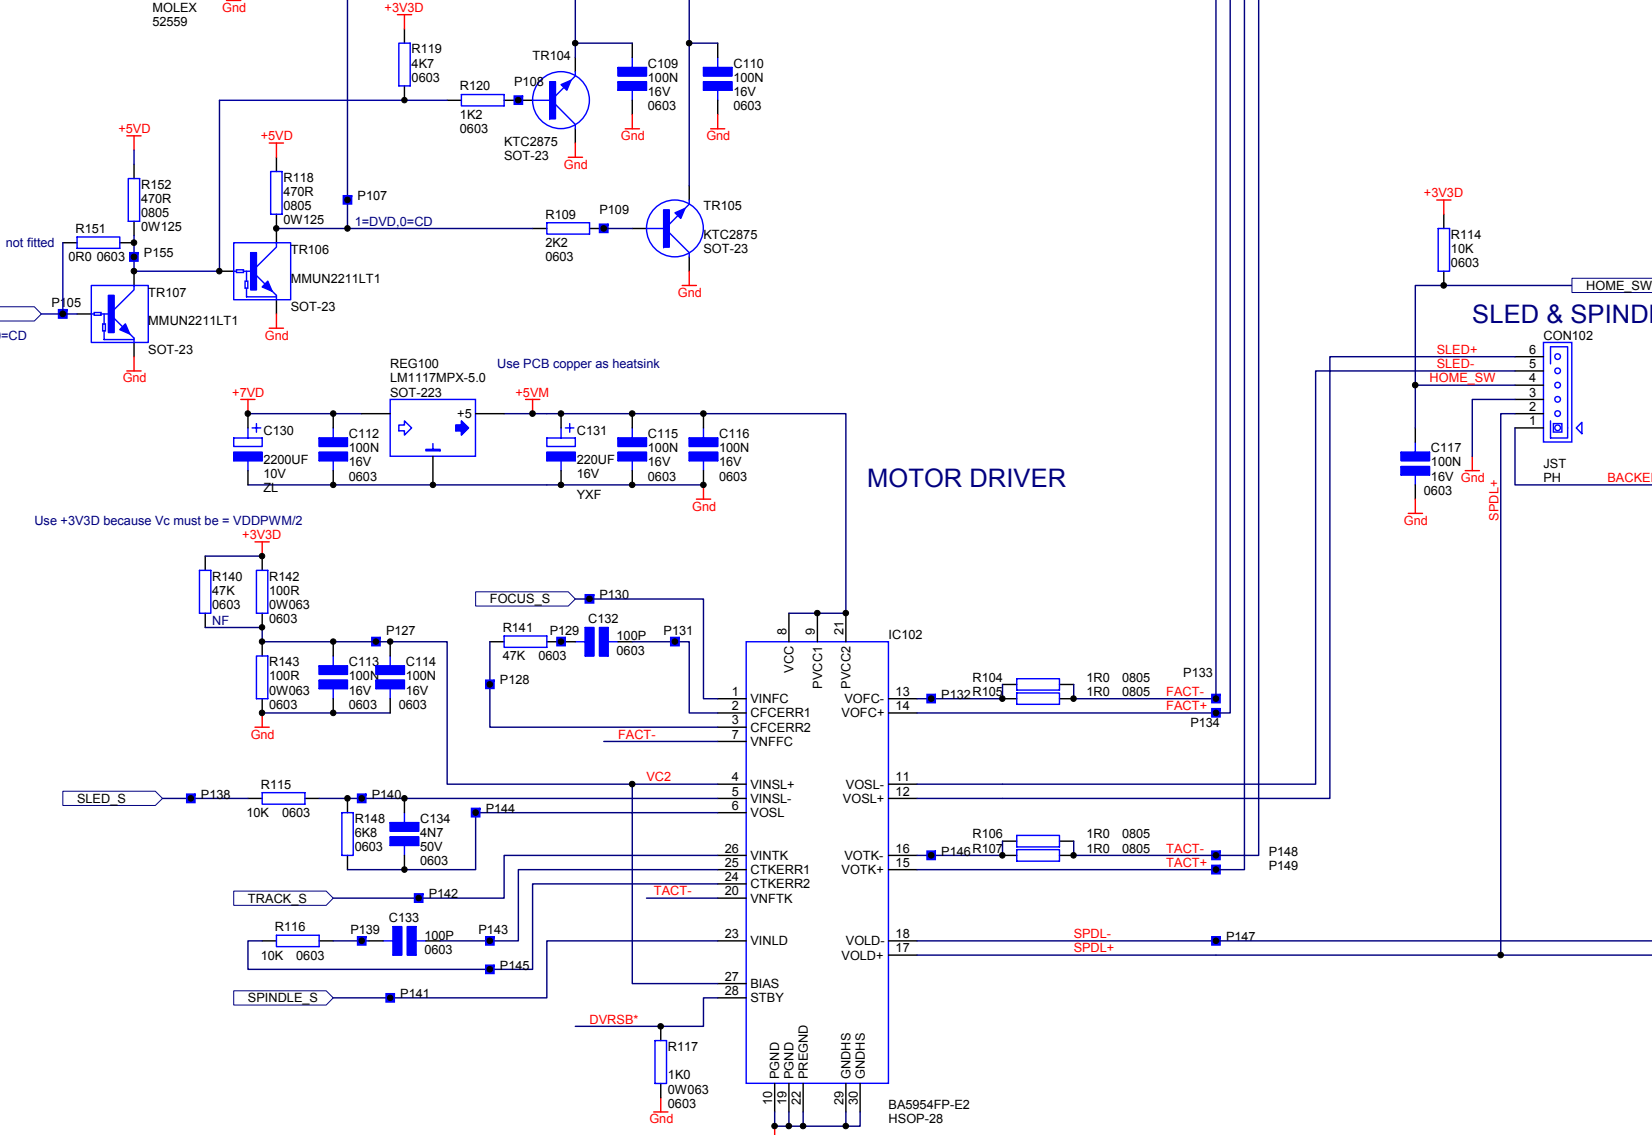 MOLEX
52559
Gnd
+3V3D
R119
4K7
0603
R120
1K2
0603
P108
TR104
KTC2875
SOT-23
Gnd
C109
100N
16V
0603
Gnd
C110
100N
16V
0603
Gnd
+5VD
R152
470R
0805
0W125
+5VD
R118
470R
0805
0W125
P107
1=DVD,0=CD
R109
2K2
0603
P109
TR105
KTC2875
SOT-23
Gnd
not fitted
R151
0R0 0603
P155
TR106
MMUN2211LT1
SOT-23
Gnd
P105
=CD
TR107
MMUN2211LT1
SOT-23
Gnd
+3V3D
R114
10K
0603
HOME_SW
SLED & SPINDL
CON102
SLED+
SLED-
HOME_SW
6
5
4
3
2
1
C117
100N
16V
0603
Gnd
Gnd
SPDL+
JST
PH
REG100
LM1117MPX-5.0
SOT-223
Use PCB copper as heatsink
+7VD
+5
+5VM
+
C130
2200UF
10V
ZL
C112
100N
16V
0603
+
C131
220UF
16V
YXF
C115
100N
16V
0603
C116
100N
16V
0603
Gnd
MOTOR DRIVER
Use +3V3D because Vc must be = VDDPWM/2
+3V3D
R140
47K
0603
NF
R142
100R
0W063
0603
R143
100R
0W063
0603
Gnd
P127
C113
100N
16V
0603
C114
100N
16V
0603
FOCUS_S
P130
R141
47K 0603
P129
C132
100P
0603
P131
P128
FACT-
VC2
SLED_S
P138
R115
10K 0603
P140
R148
6K8
0603
C134
4N7
50V
0603
P144
TRACK_S
P142
TACT-
R116
10K 0603
P139
C133
100P
0603
P143
P145
SPINDLE_S
P141
DVRSB*
R117
1K0
0W063
0603
Gnd
IC102
8
9
21
VCC
PVCC1
PVCC2
1 VINFC
2 CFCERR1
3 CFCERR2
7 VNFFC
4 VINSL+
5 VINSL-
6 VOSL
26 VINTK
25 CTKERR1
24 CTKERR2
20 VNFTK
23 VINLD
27 BIAS
28 STBY
VOFC- 13
VOFC+ 14
VOSL- 11
VOSL+ 12
VOTK- 16
VOTK+ 15
VOLD- 18
VOLD+ 17
PGND
PGND
PREGND
GNDHS
GNDHS
10
19
22
29
30
BA5954FP-E2
HSOP-28
P132
R104
R105
1R0 0805
1R0 0805
P133
FACT-
FACT+
P134
P146
R106
R107
1R0 0805
1R0 0805
TACT-
TACT+
P148
P149
SPDL-
SPDL+
P147